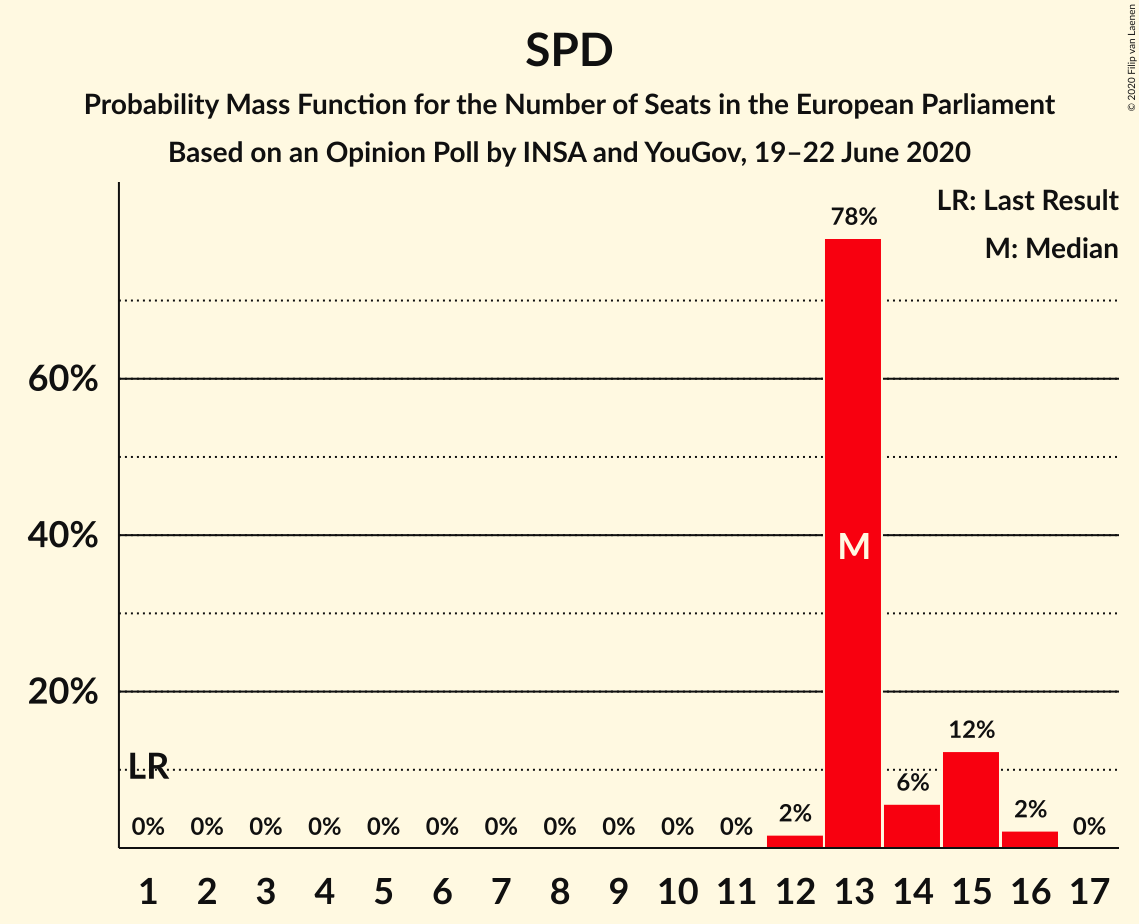 SPD
Probability Mass Function for the Number of Seats in the European Parliament
Based on an Opinion Poll by INSA and YouGov, 19–22 June 2020
© 2020 Filip van Laenen
LR: Last Result
M: Median
78%
60%
40%
M
20%
LR
12%
6%
0% 0% 0% 0% 0% 0% 0% 0% 0% 0% 0% 2% 2% 0%
1 2 3 4 5 6 7 8 9 10 11 12 13 14 15 16 17